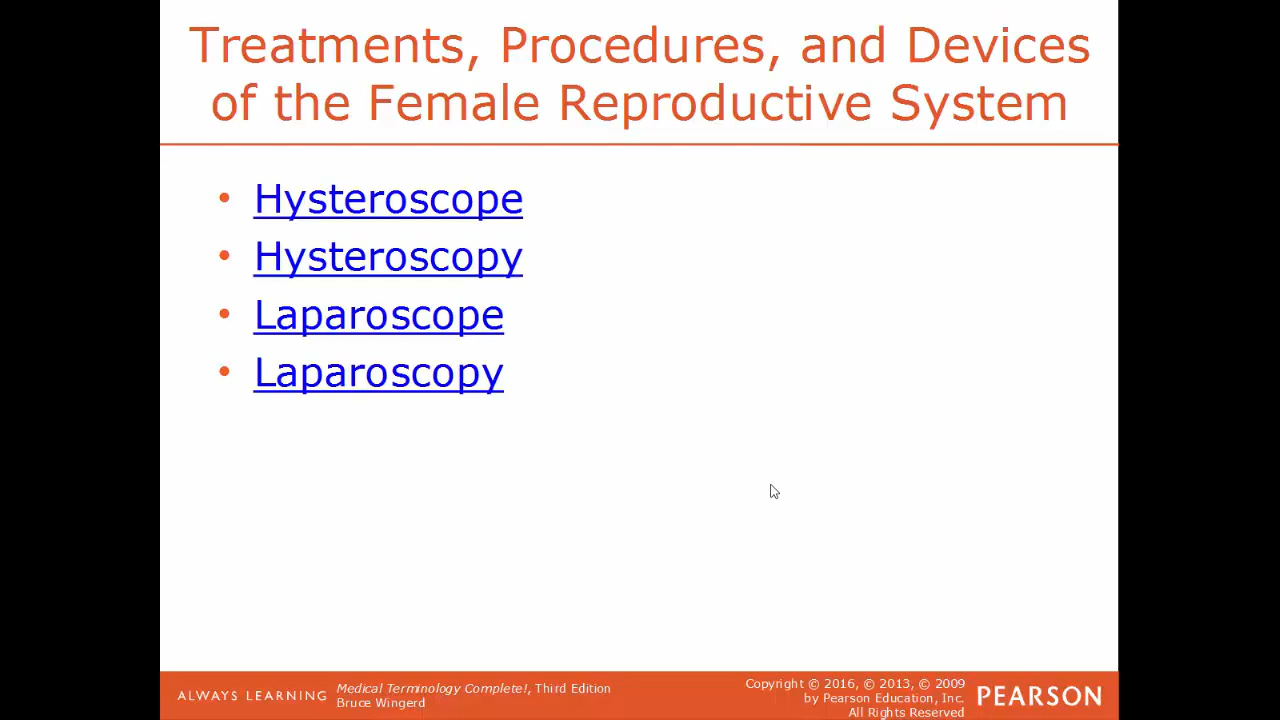 Treatments, Procedures, and Devices
of the Female Reproductive System
• Hysteroscope
• Hysteroscopy
• Laparoscope
• Laparoscopy
ALWAYS LEARNING
Medical Terminology Complete!, Third Edition
Bruce Wingerd
Copyright © 2016, © 2013, © 2009
by Pearson Education, Inc.
All Rights Reserved
PEARSON